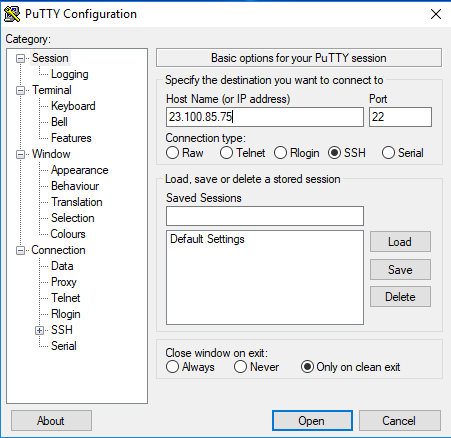 PuTTY Configuration
Category:
Session
Logging
Terminal
Keyboard
Bell
Features
Window
Appearance
Behaviour
Translation
Selection
Colours
Connection
Data
Proxy
Telnet
Rlogin
SSH
Serial
Basic options for your PuTTY session
Specify the destination you want to connect to
Host Name (or IP address) Port
23.100.85.75 22
Connection type:
Raw Telnet Rlogin SSH Serial
Load, save or delete a stored session
Saved Sessions
Default Settings
Load
Save
Delete
Close window on exit:
Always Never Only on clean exit
About Open Cancel